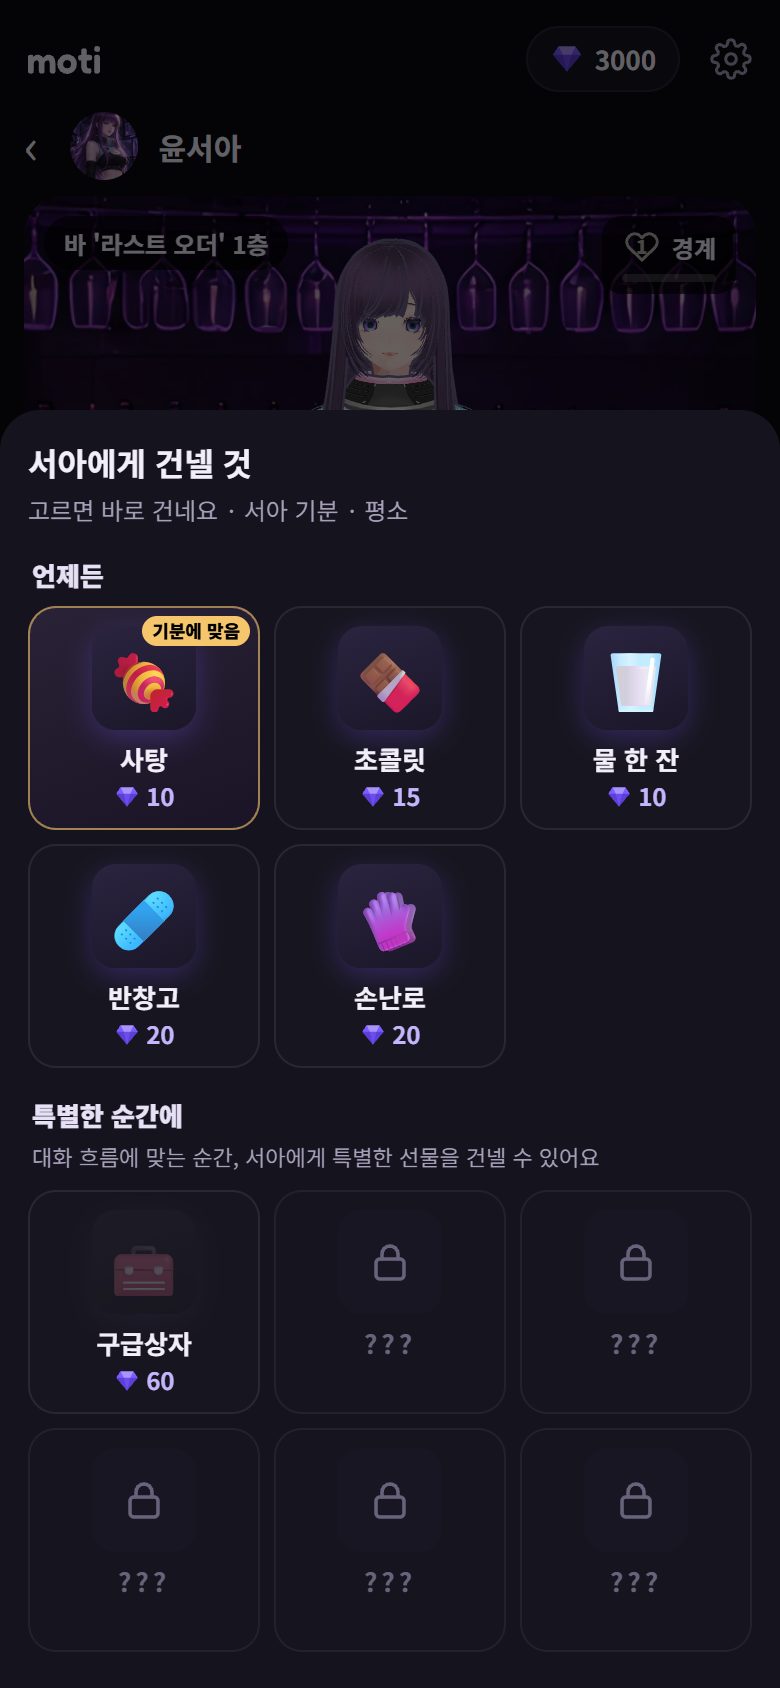 moti
3000
윤서아
바 '라스트 오더' 1층
1 경계
서아에게 건넬 것
고르면 바로 건네요 · 서아 기분 · 평소
언제든
기분에 맞음
사탕
10
초콜릿
15
물 한 잔
10
반창고
20
손난로
20
특별한 순간에
대화 흐름에 맞는 순간, 서아에게 특별한 선물을 건넬 수 있어요
구급상자
60
???
???
???
???
???